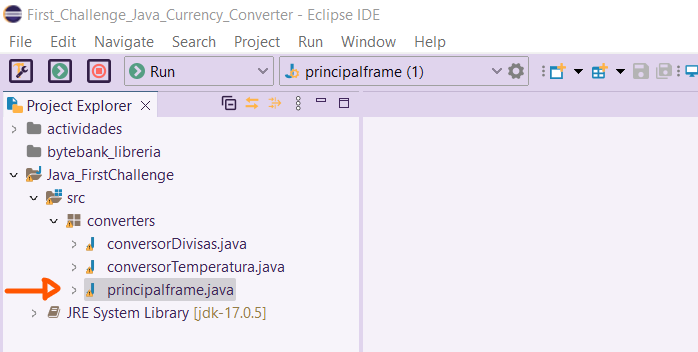 First_Challenge_Java_Currency_Converter - Eclipse IDE
File Edit Navigate Search Project Run Window Help
Run principalframe (1)
Project Explorer
actividades
bytebank_libreria
Java_FirstChallenge
src
converters
conversorDivisas.java
conversorTemperatura.java
principalframe.java
JRE System Library [jdk-17.0.5]